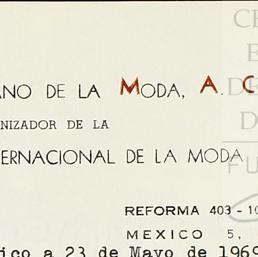 ANO DE LA MODA, A. C
NIZADOR DE LA
ERNACIONAL DE LA MODA
REFORMA 403-10
MEXICO 5,
ico a 23 de Mayo de 1969